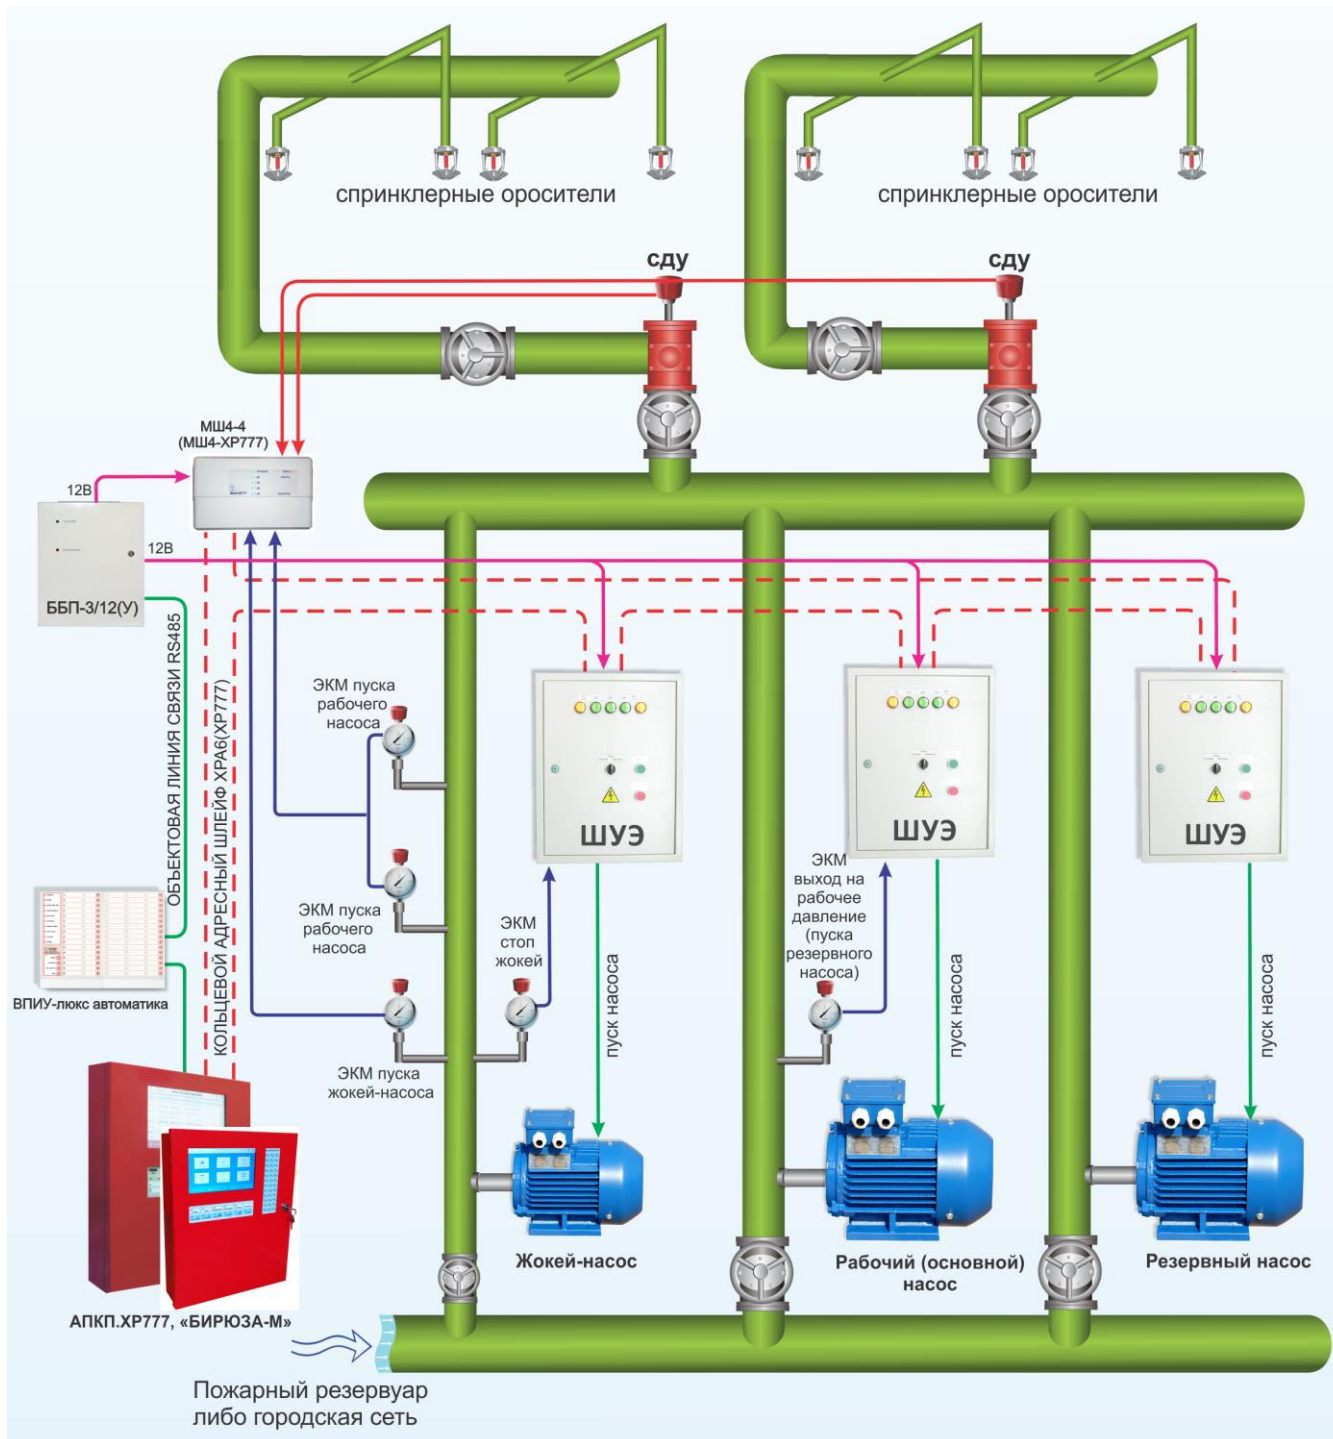 спринклерные оросители
спринклерные оросители
сду
сду
МШ4-4
(МШ4-ХР777)
12В
12В
ББП-3/12(У)
ОБЪЕКТОВАЯ ЛИНИЯ СВЯЗИ RS485
КОЛЬЦЕВОЙ АДРЕСНЫЙ ШЛЕЙФ ХРА6(ХР777)
ЭКМ пуска
рабочего
насоса
ШУЭ
ШУЭ
ШУЭ
ЭКМ пуска
рабочего
насоса
ЭКМ
стоп
жокей
ЭКМ
выход на
рабочее
давление
(пуска
резервного
насоса)
ВПИУ-люкс автоматика
ЭКМ пуска
жокей-насоса
пуск насоса
пуск насоса
пуск насоса
Жокей-насос
Рабочий (основной)
насос
Резервный насос
АПКП.ХР777, «БИРЮЗА-М»
Пожарный резервуар
либо городская сеть